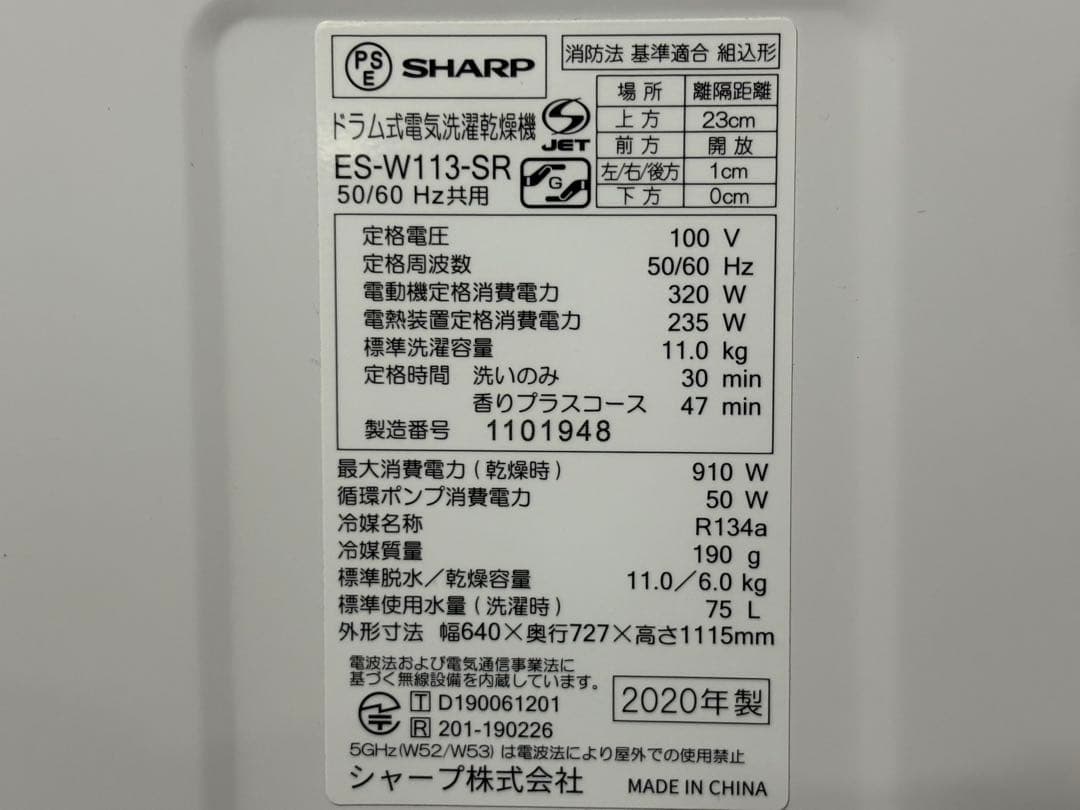 PSE SHARP
消防法 基準適合 組込形
ドラム式電気洗濯乾燥機
ES-W113-SR
50/60 Hz共用
S JET
G
場所 離隔距離
上方 23cm
前方 開放
左/右/後方 1cm
下方 0cm
定格電圧 100 V
定格周波数 50/60 Hz
電動機定格消費電力 320 W
電熱装置定格消費電力 235 W
標準洗濯容量 11.0 kg
定格時間 洗いのみ 30 min
香りプラスコース 47 min
製造番号 1101948
最大消費電力(乾燥時) 910 W
循環ポンプ消費電力 50 W
冷媒名称 R134a
冷媒質量 190 g
標準脱水/乾燥容量 11.0/6.0 kg
標準使用水量(洗濯時) 75 L
外形寸法 幅640×奥行727×高さ1115mm
電波法および電気通信事業法に
基づく無線設備を内蔵しています。
T D190061201
R 201-190226
2020年製
5GHz(W52/W53)は電波法により屋外での使用禁止
シャープ株式会社 MADE IN CHINA